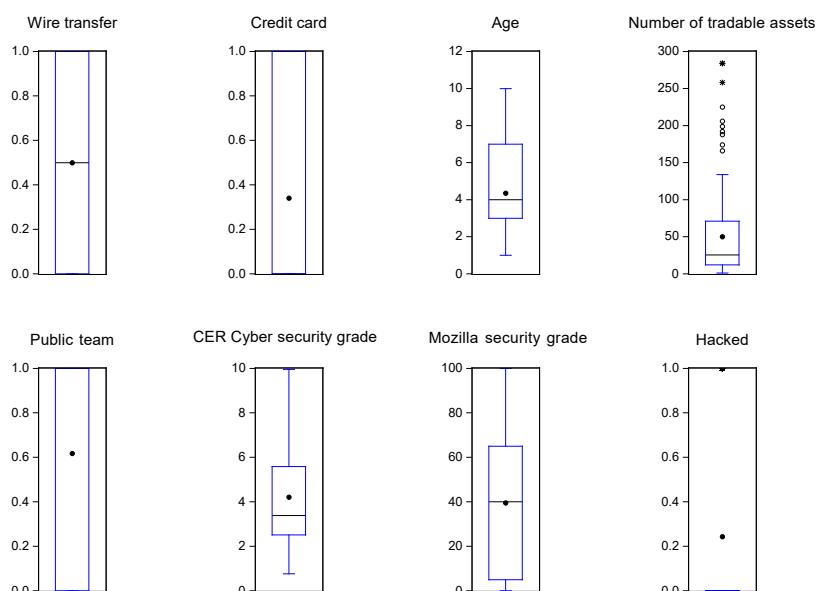 Wire transfer Credit card Age Number of tradable assets
1.0 1.0 12 300
10 250
0.8 0.8
8 200
0.6 0.6
6 150
0.4 0.4
4 100
0.2 0.2
2 50
0.0 0.0 0 0
Public team CER Cyber security grade Mozilla security grade Hacked
1.0 10 100 1.0
0.8 8 80 0.8
0.6 6 60 0.6
0.4 4 40 0.4
0.2 2 20 0.2
0.0 0 0 0.0